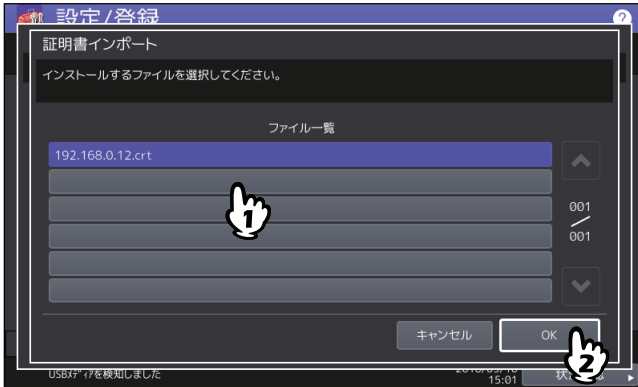 設定/登録
?
証明書インポート
インストールするファイルを選択してください。
ファイル一覧
192.168.0.12.crt
1
001
001
キャンセル
OK
2
USBﾒﾃﾞｨｱを検知しました
15:01